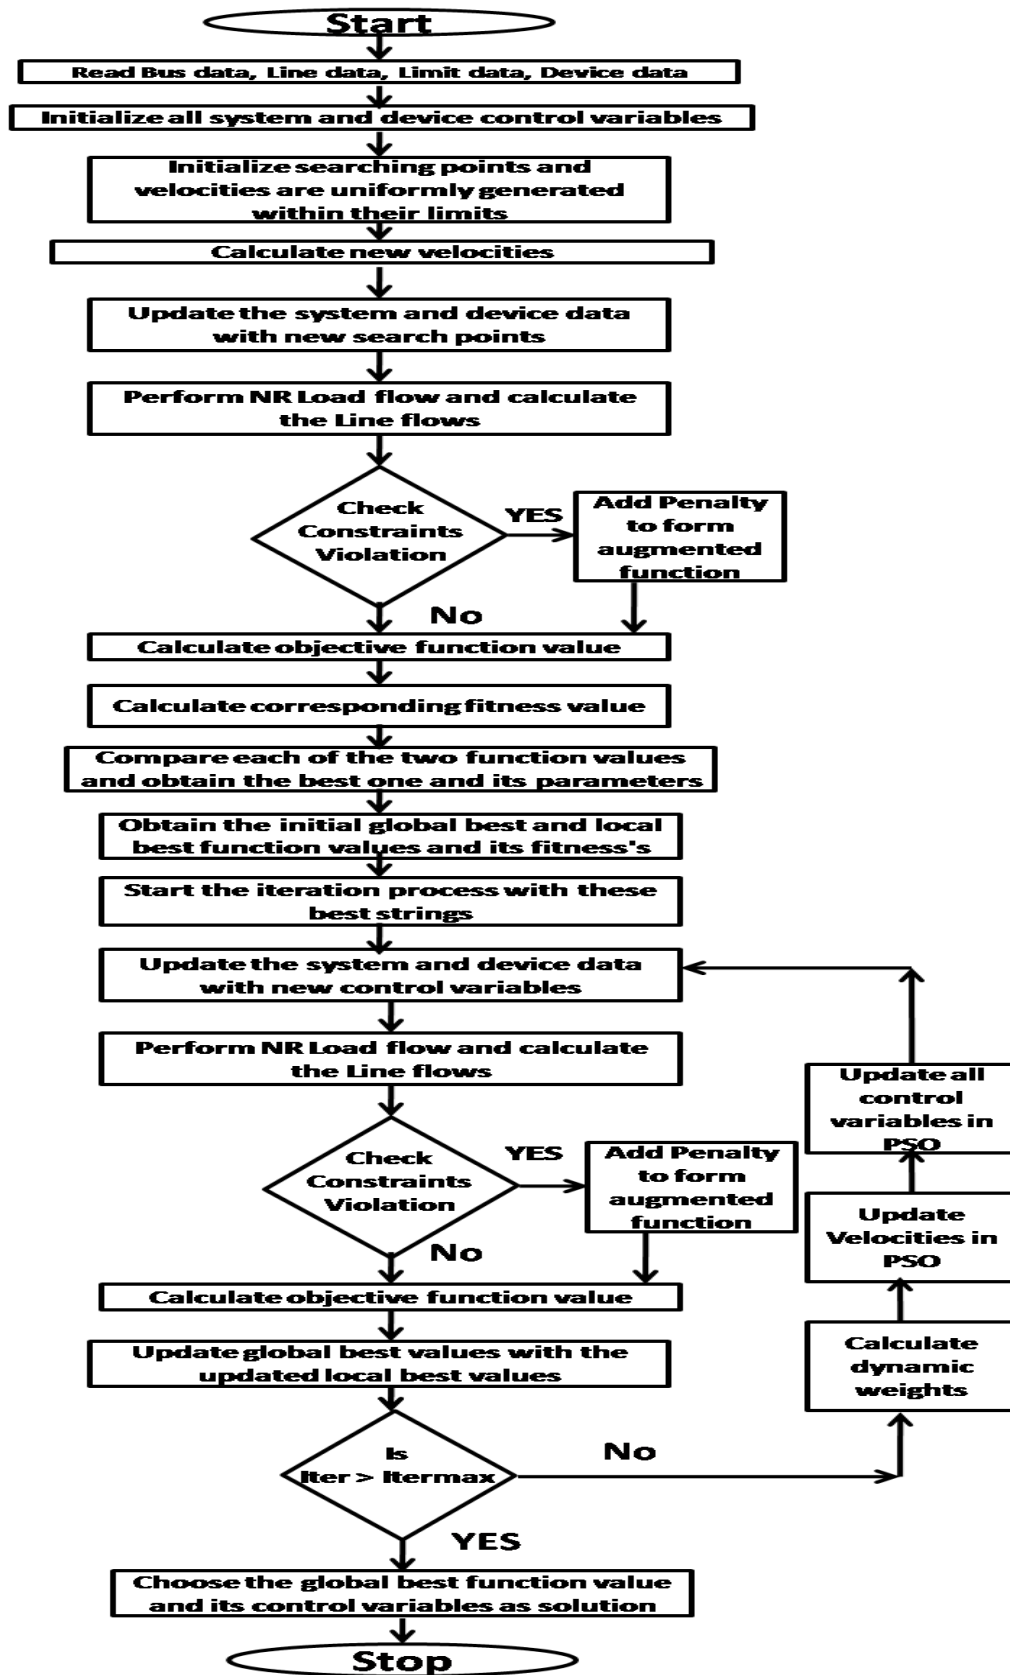 Start
Read Bus data, Line data, Limit data, Device data
Initialize all system and device control variables
Initialize searching points and
velocities are uniformly generated
within their limits
Calculate new velocities
Update the system and device data
with new search points
Perform NR Load flow and calculate
the Line flows
Check
Constraints
Violation
YES
Add Penalty
to form
augmented
function
No
Calculate objective function value
Calculate corresponding fitness value
Compare each of the two function values
and obtain the best one and its parameters
Obtain the initial global best and local
best function values and its fitness's
Start the iteration process with these
best strings
Update the system and device data
with new control variables
Perform NR Load flow and calculate
the Line flows
Check
Constraints
Violation
YES
Add Penalty
to form
augmented
function
No
Calculate objective function value
Update global best values with the
updated local best values
Is
Iter > Itermax
No
Calculate
dynamic
weights
Update
Velocities in
PSO
Update all
control
variables in
PSO
YES
Choose the global best function value
and its control variables as solution
Stop